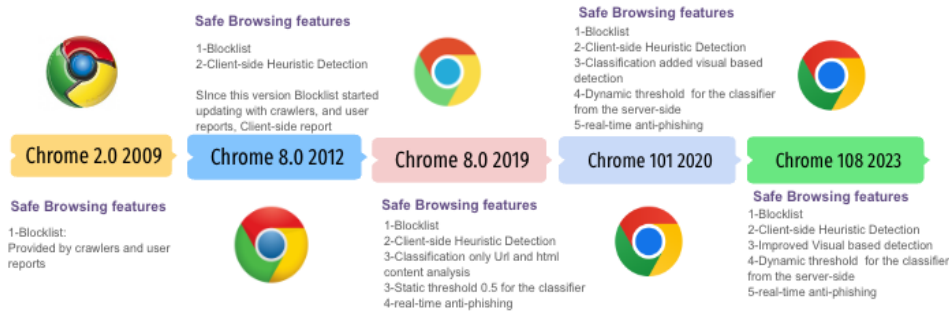 Safe Browsing features
1-Blocklist
2-Client-side Heuristic Detection
SInce this version Blocklist started
updating with crawlers, and user
reports, Client-side report
Safe Browsing features
1-Blocklist
2-Client-side Heuristic Detection
3-Classification added visual based
detection
4-Dynamic threshold for the classifier
from the server-side
5-real-time anti-phishing
Chrome 2.0 2009
Chrome 8.0 2012
Chrome 8.0 2019
Chrome 101 2020
Chrome 108 2023
Safe Browsing features
1-Blocklist:
Provided by crawlers and user
reports
Safe Browsing features
1-Blocklist
2-Client-side Heuristic Detection
3-Classification only Url and html
content analysis
3-Static threshold 0.5 for the classifier
4-real-time anti-phishing
Safe Browsing features
1-Blocklist
2-Client-side Heuristic Detection
3-Improved Visual based detection
4-Dynamic threshold for the classifier
from the server-side
5-real-time anti-phishing